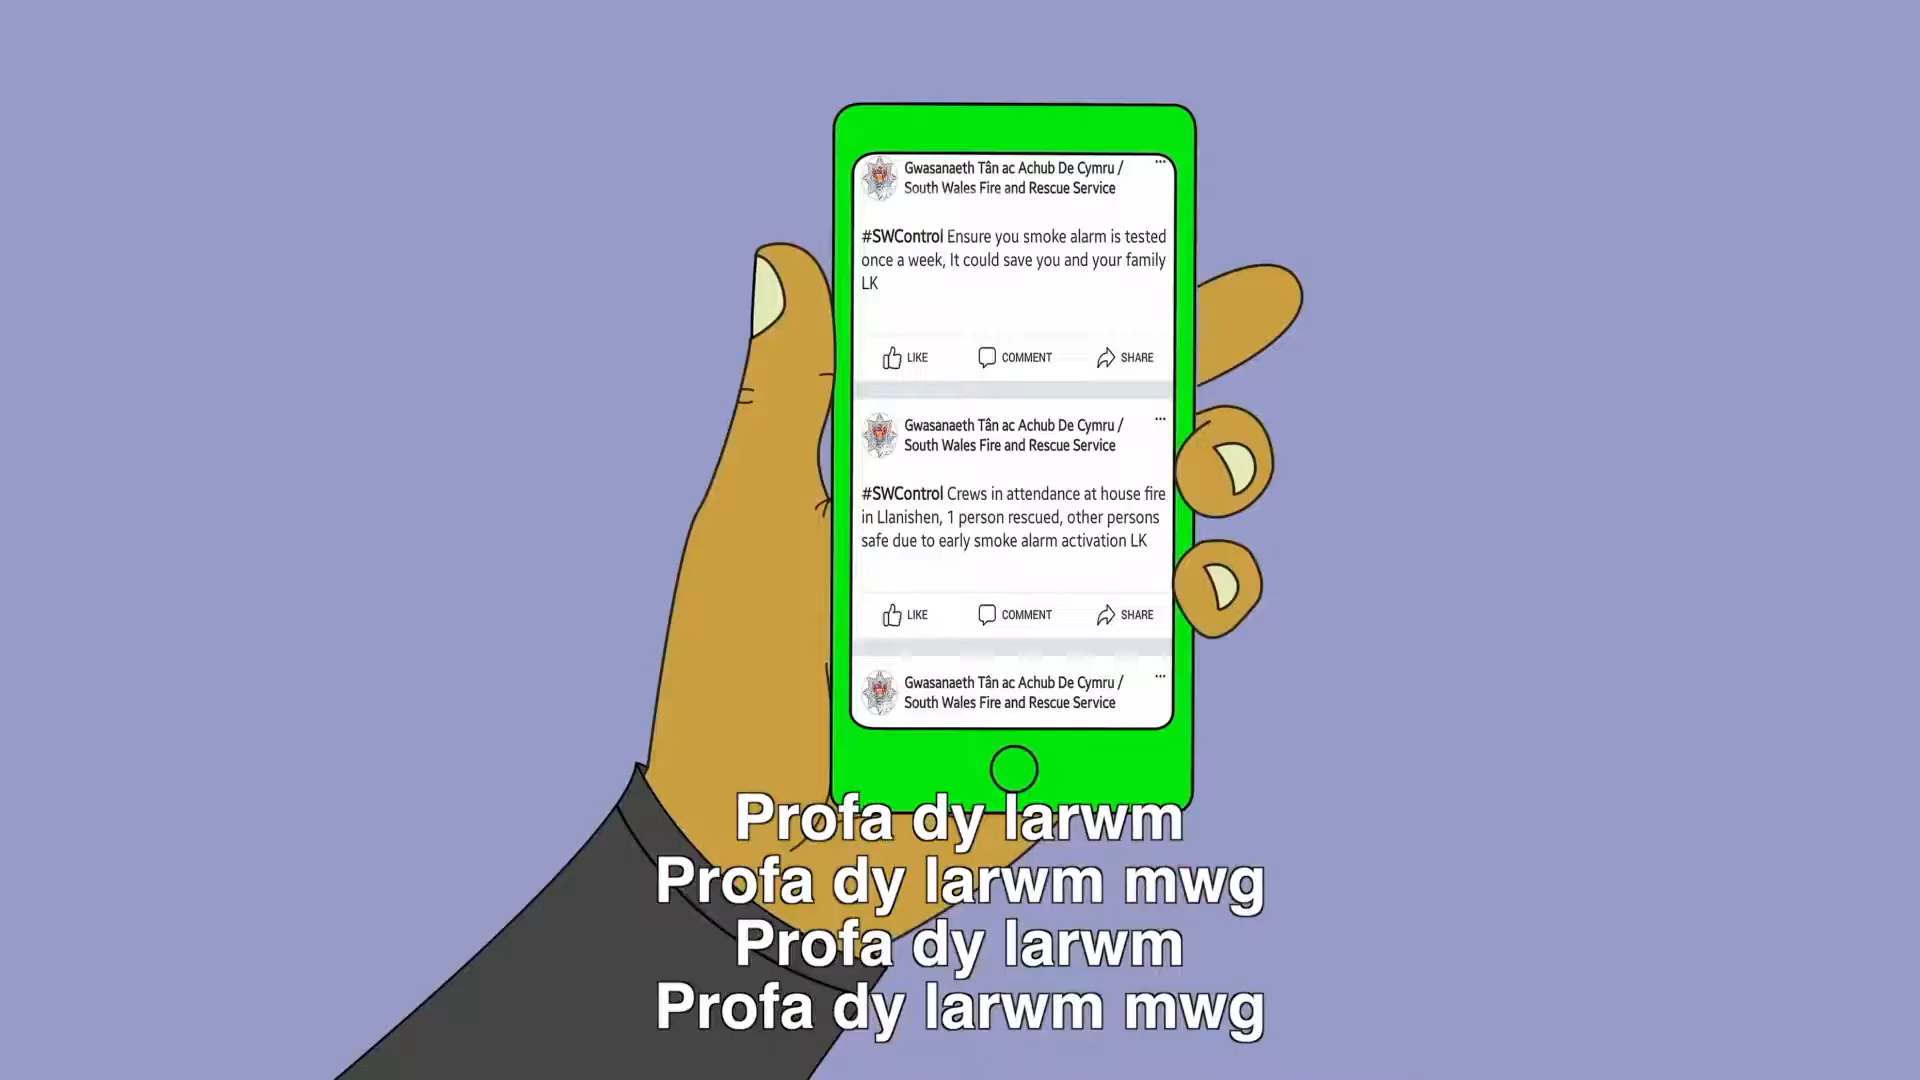 Gwasanaeth Tân ac Achub De Cymru /
South Wales Fire and Rescue Service
#SWControl Ensure you smoke alarm is tested
once a week, It could save you and your family
LK
LIKE COMMENT SHARE
Gwasanaeth Tân ac Achub De Cymru /
South Wales Fire and Rescue Service
#SWControl Crews in attendance at house fire
in Llanishen, 1 person rescued, other persons
safe due to early smoke alarm activation LK
LIKE COMMENT SHARE
Gwasanaeth Tân ac Achub De Cymru /
South Wales Fire and Rescue Service
Profa dy larwm
Profa dy larwm mwg
Profa dy larwm
Profa dy larwm mwg